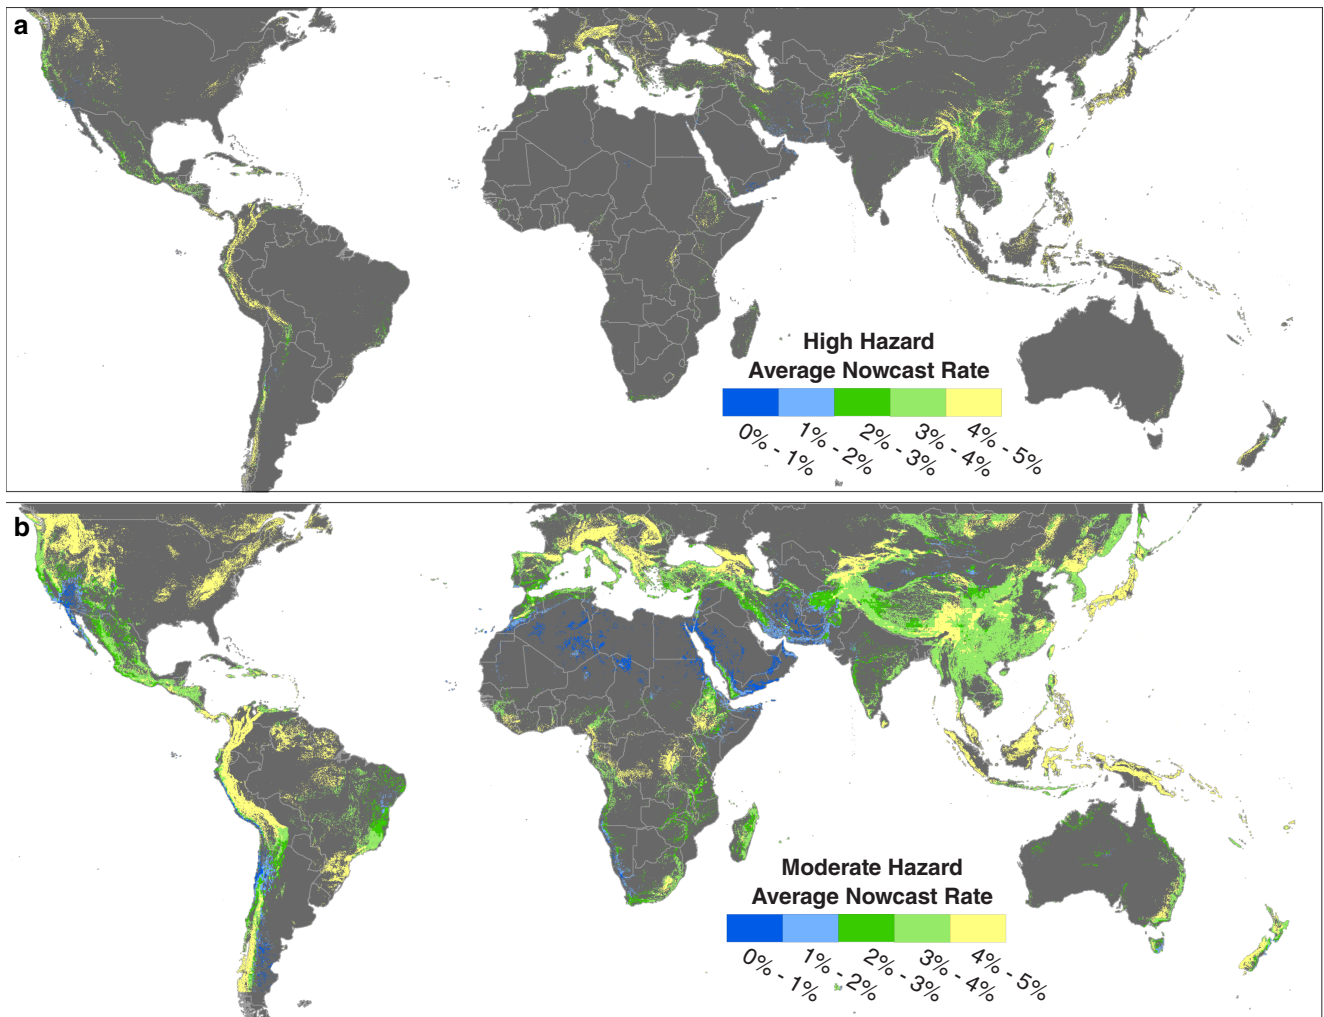 a
High Hazard
Average Nowcast Rate
0% - 1%
1% - 2%
2% - 3%
3% - 4%
4% - 5%
b
Moderate Hazard
Average Nowcast Rate
0% - 1%
1% - 2%
2% - 3%
3% - 4%
4% - 5%